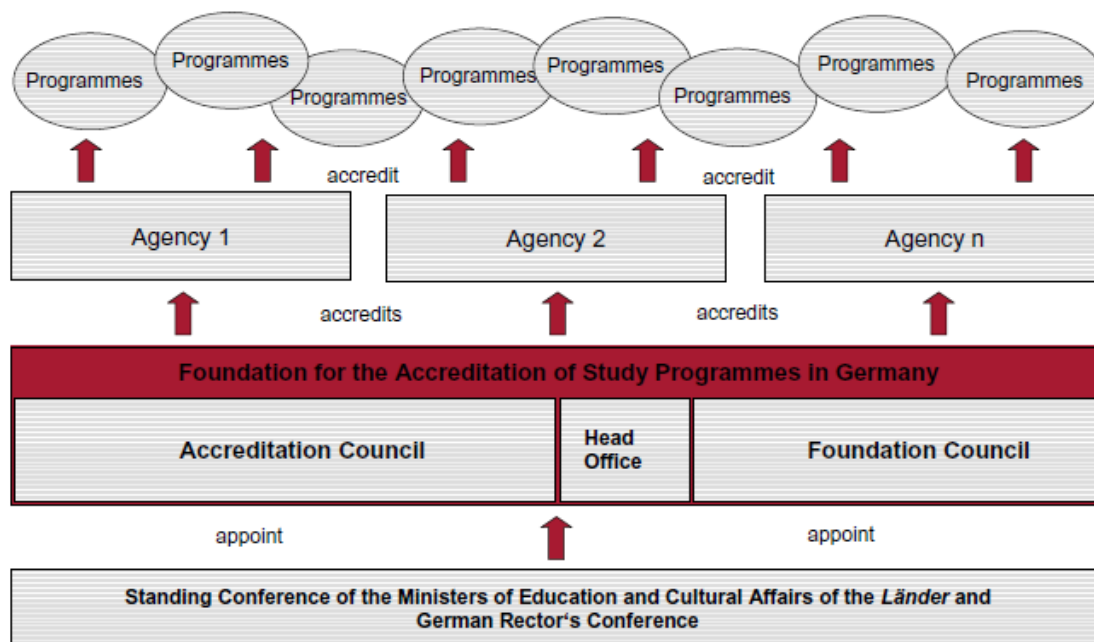 Programmes
Programmes
Programmes
Programmes
Programmes
Programmes
Programmes
Programmes
accredit
accredit
Agency 1
Agency 2
Agency n
accredits
accredits
Foundation for the Accreditation of Study Programmes in Germany
Accreditation Council
Head
Office
Foundation Council
appoint
appoint
Standing Conference of the Ministers of Education and Cultural Affairs of the Länder and
German Rector‘s Conference